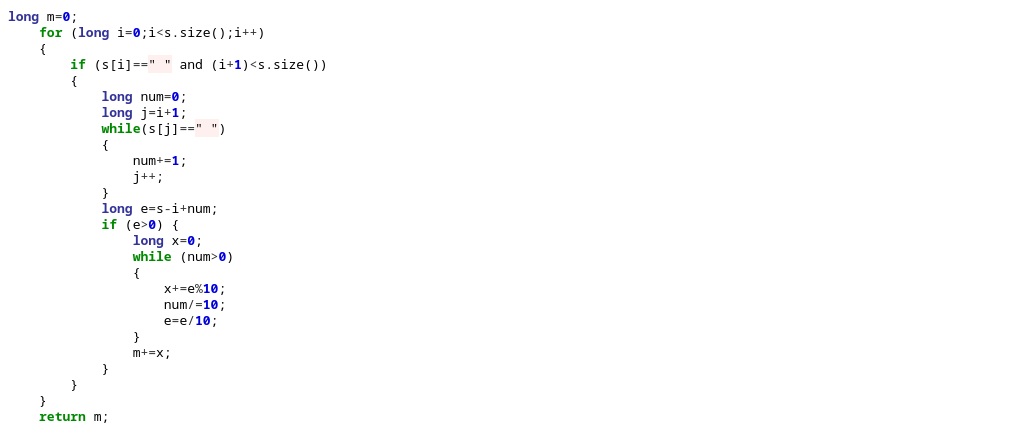 long m=0;
    for (long i=0;i<s.size();i++)
    {
        if (s[i]==" " and (i+1)<s.size())
        {
            long num=0;
            long j=i+1;
            while(s[j]==" ")
            {
                num+=1;
                j++;
            }
            long e=s-i+num;
            if (e>0) {
                long x=0;
                while (num>0)
                {
                    x+=e%10;
                    num/=10;
                    e=e/10;
                }
                m+=x;
            }
        }
    }
    return m;